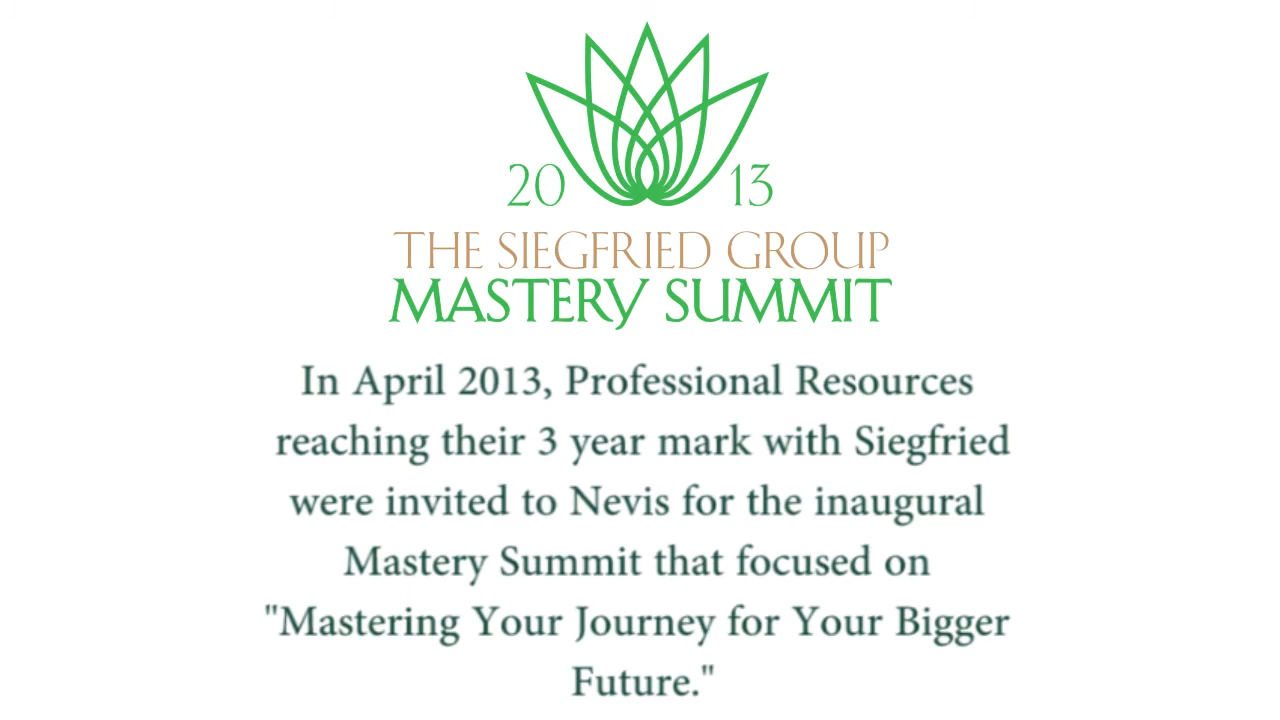 20 13
THE SIEGFRIED GROUP
MASTERY SUMMIT
In April 2013, Professional Resources
reaching their 3 year mark with Siegfried
were invited to Nevis for the inaugural
Mastery Summit that focused on
"Mastering Your Journey for Your Bigger
Future."